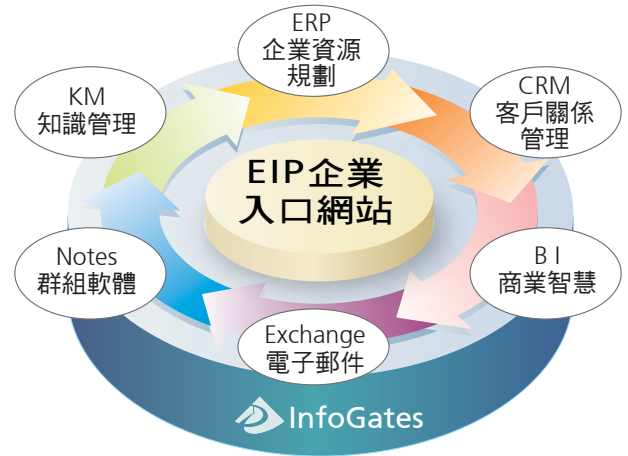 ERP
企業資源
規劃
CRM
客戶關係
管理
B I
商業智慧
Exchange
電子郵件
Notes
群組軟體
KM
知識管理
EIP企業
入口網站
InfoGates